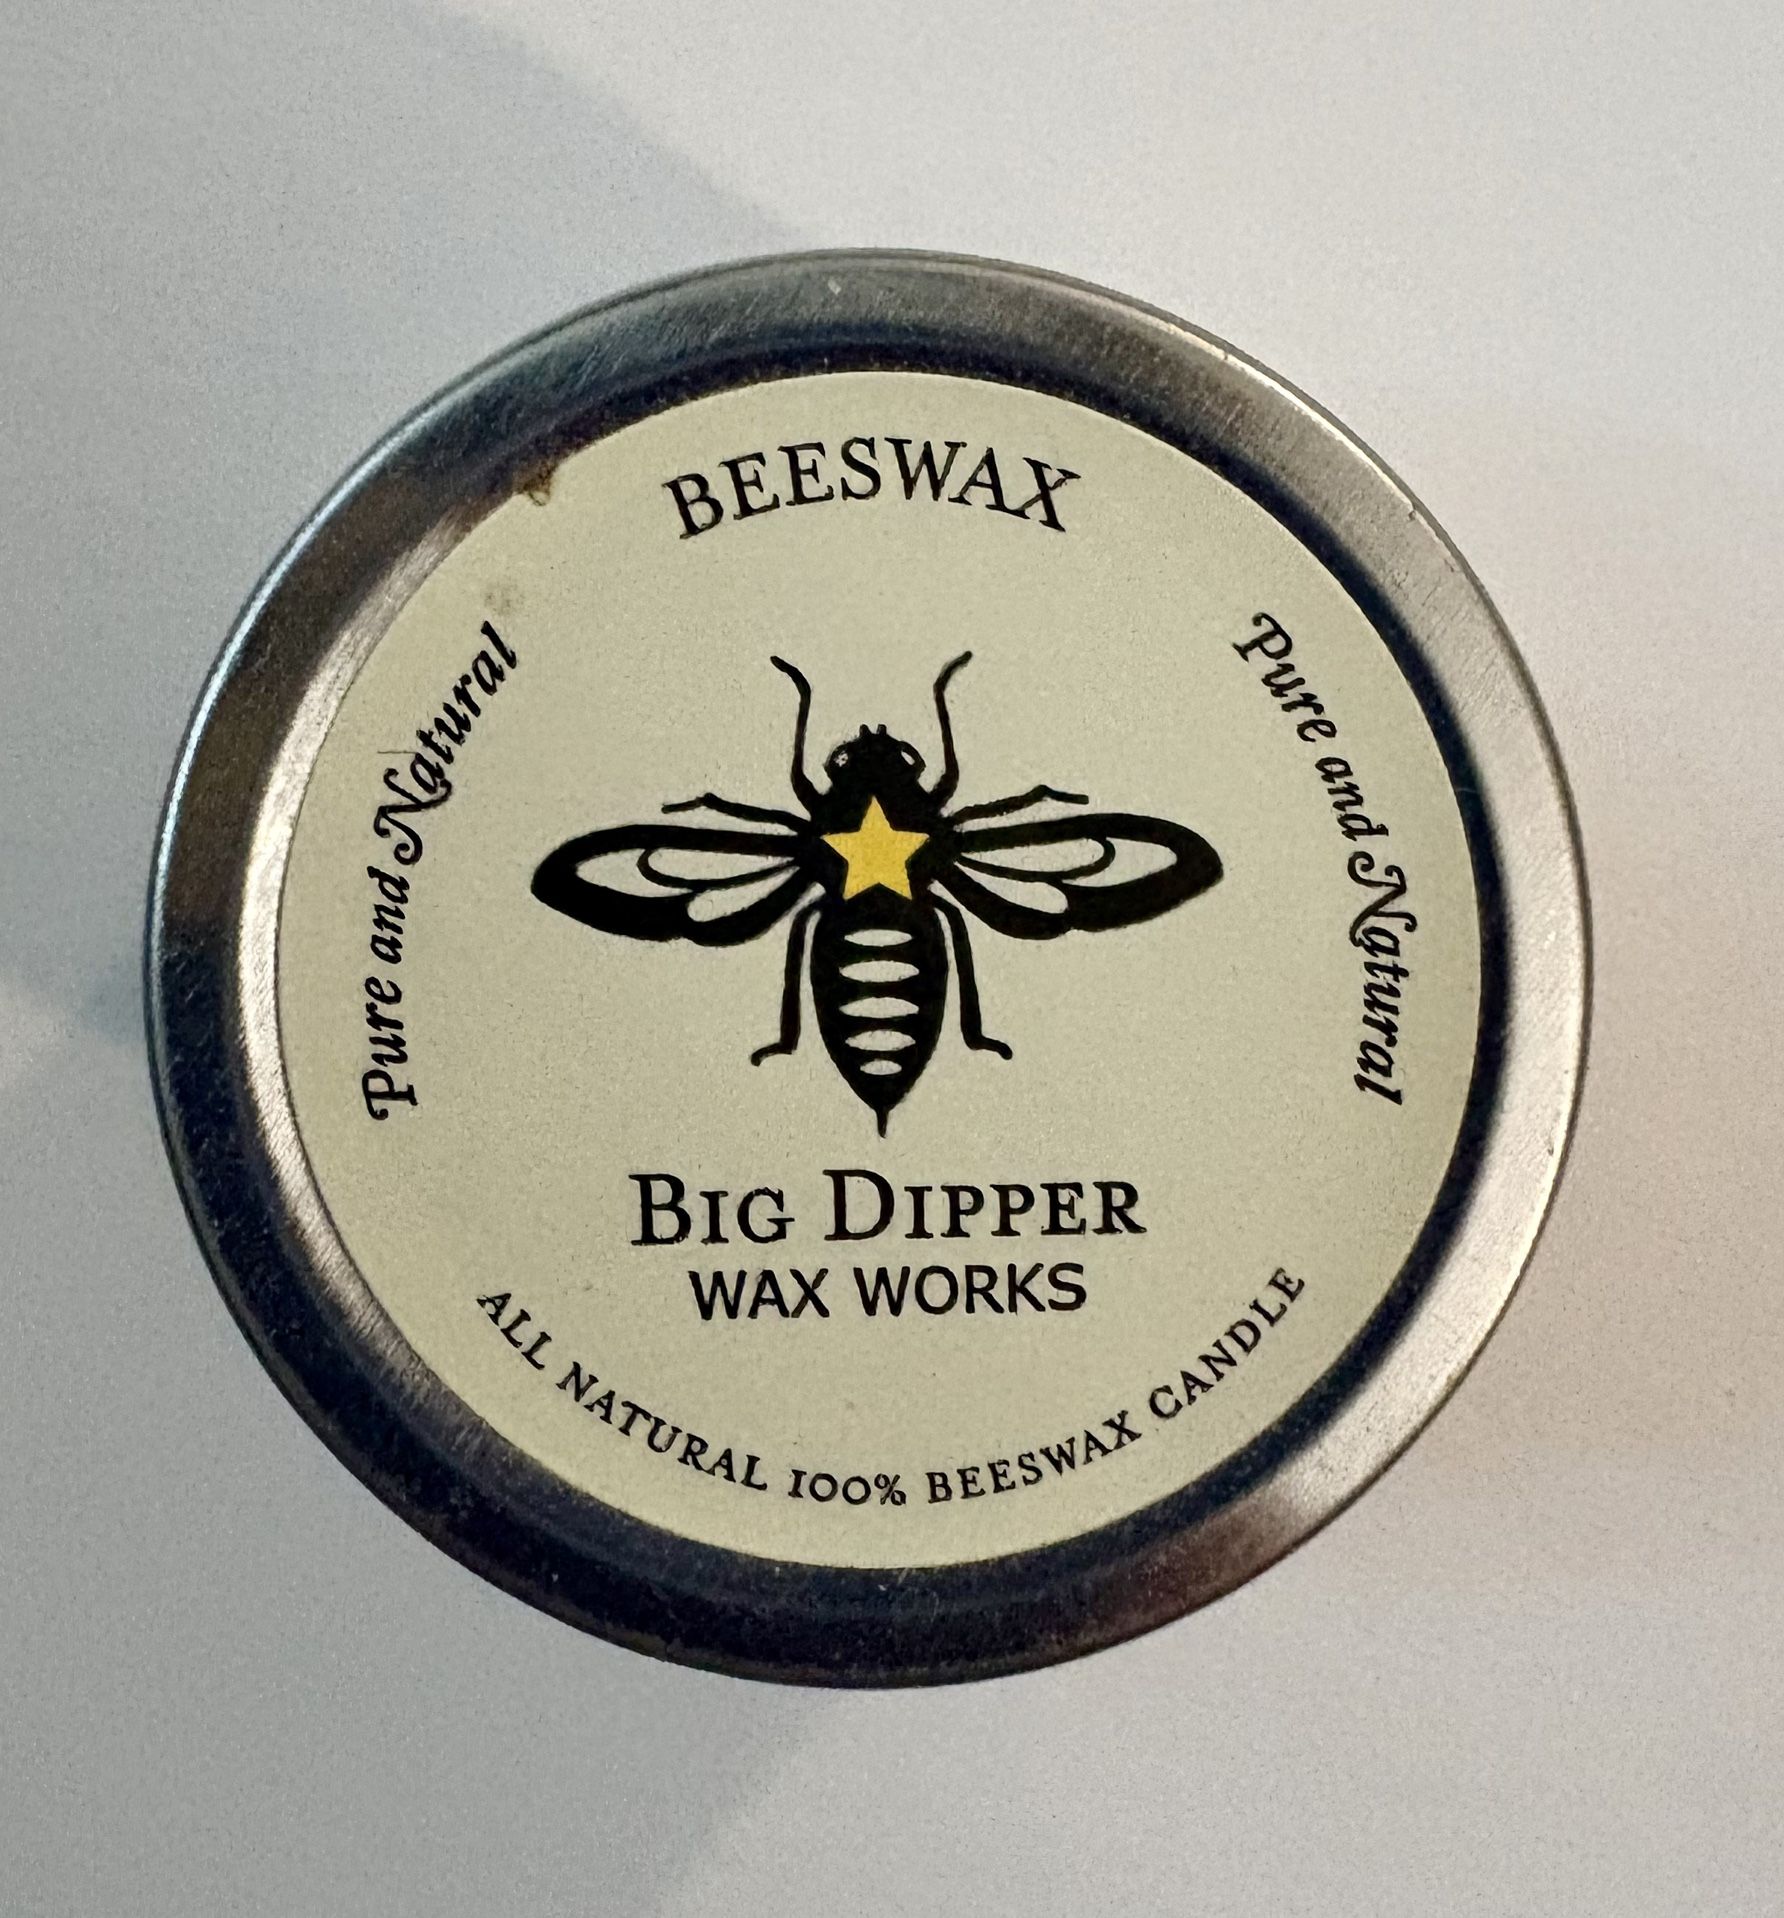 BEESWAX
Pure and Natural
Pure and Natural
BIG DIPPER
WAX WORKS
ALL NATURAL 100% BEESWAX CANDLE